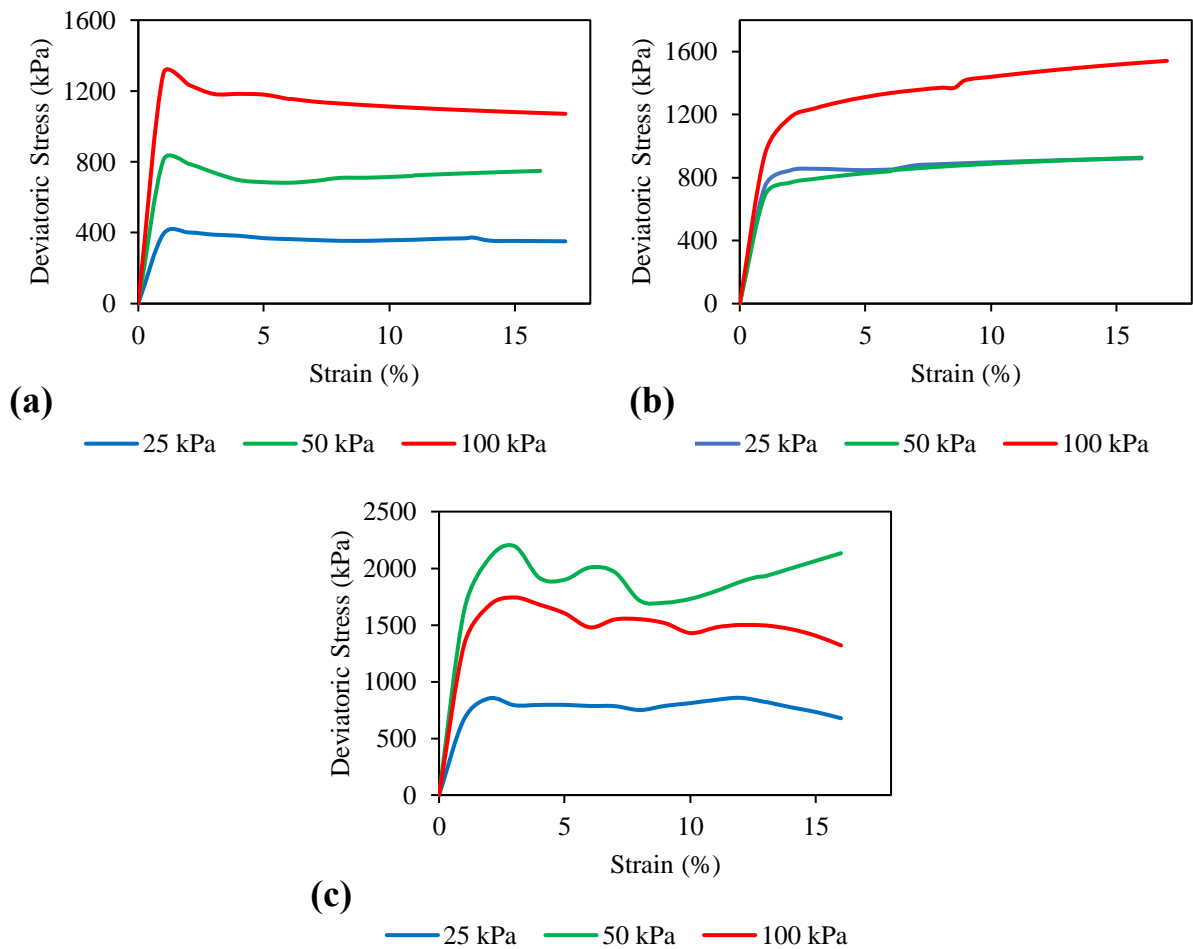 Deviatoric Stress (kPa)
1600
1200
800
400
0
0 5 10 15
Strain (%)
(a)
25 kPa 50 kPa 100 kPa
Deviatoric Stress (kPa)
1600
1200
800
400
0
0 5 10 15
Strain (%)
(b)
25 kPa 50 kPa 100 kPa
Deviatoric Stress (kPa)
2500
2000
1500
1000
500
0
0 5 10 15
Strain (%)
(c)
25 kPa 50 kPa 100 kPa